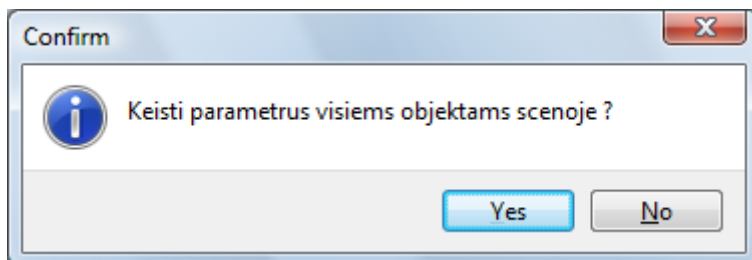 Confirm
Keisti parametrus visiems objektams scenoje ?
Yes No